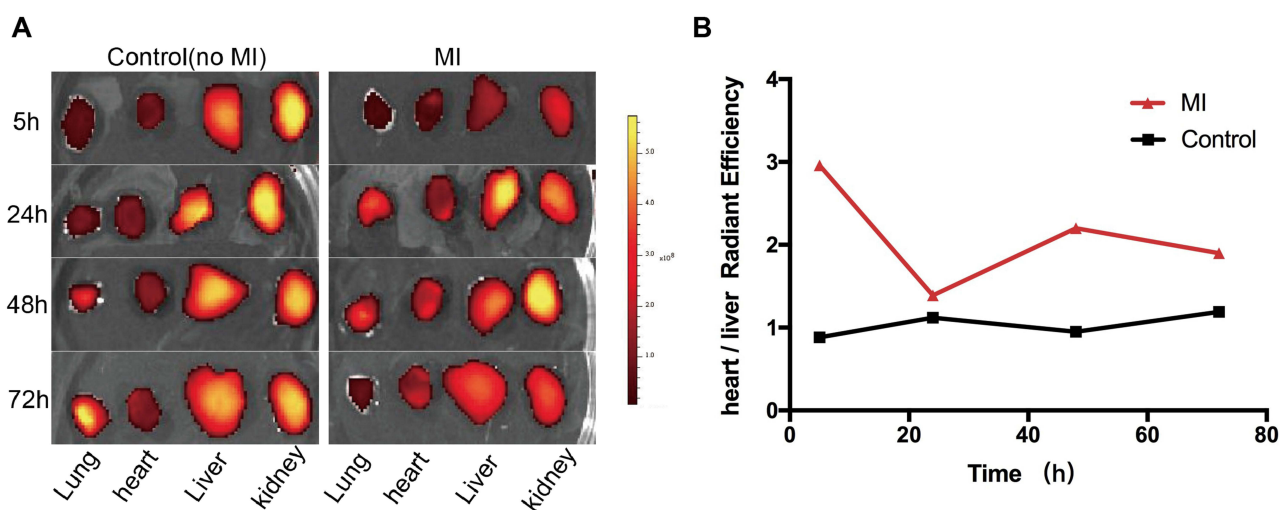 A
Control(no MI)
MI
5h
24h
48h
72h
Lung
heart
Liver
kidney
Lung
heart
Liver
kidney
5.0
4.0
3.0
x10⁸
2.0
1.0
B
heart / liver Radiant Efficiency
4
3
2
1
0
0
20
40
60
80
Time (h)
MI
Control